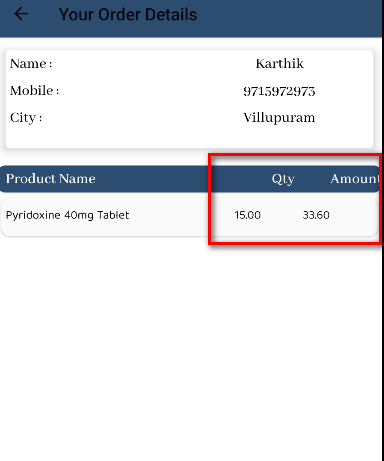 Your Order Details
Name : Karthik
Mobile : 9715972973
City : Villupuram
Product Name Qty Amount
Pyridoxine 40mg Tablet 15.00 33.60